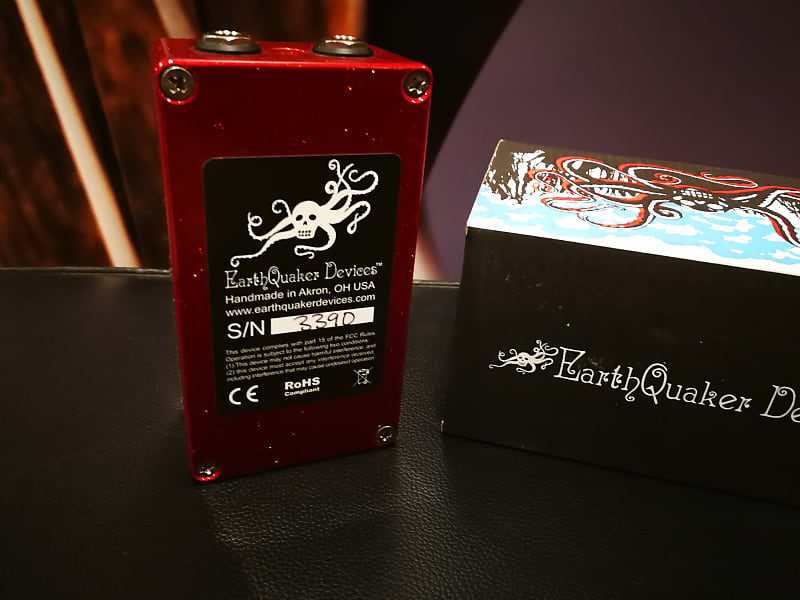 EarthQuaker Devices™
Handmade in Akron, OH USA
www.earthquakerdevices.com
S/N 3390
This device complies with part 15 of the FCC Rules.
Operation is subject to the following two conditions:
(1) This device may not cause harmful interference, and
(2) this device must accept any interference received,
including interference that may cause undesired operation
CE RoHS
Compliant
EarthQuaker De